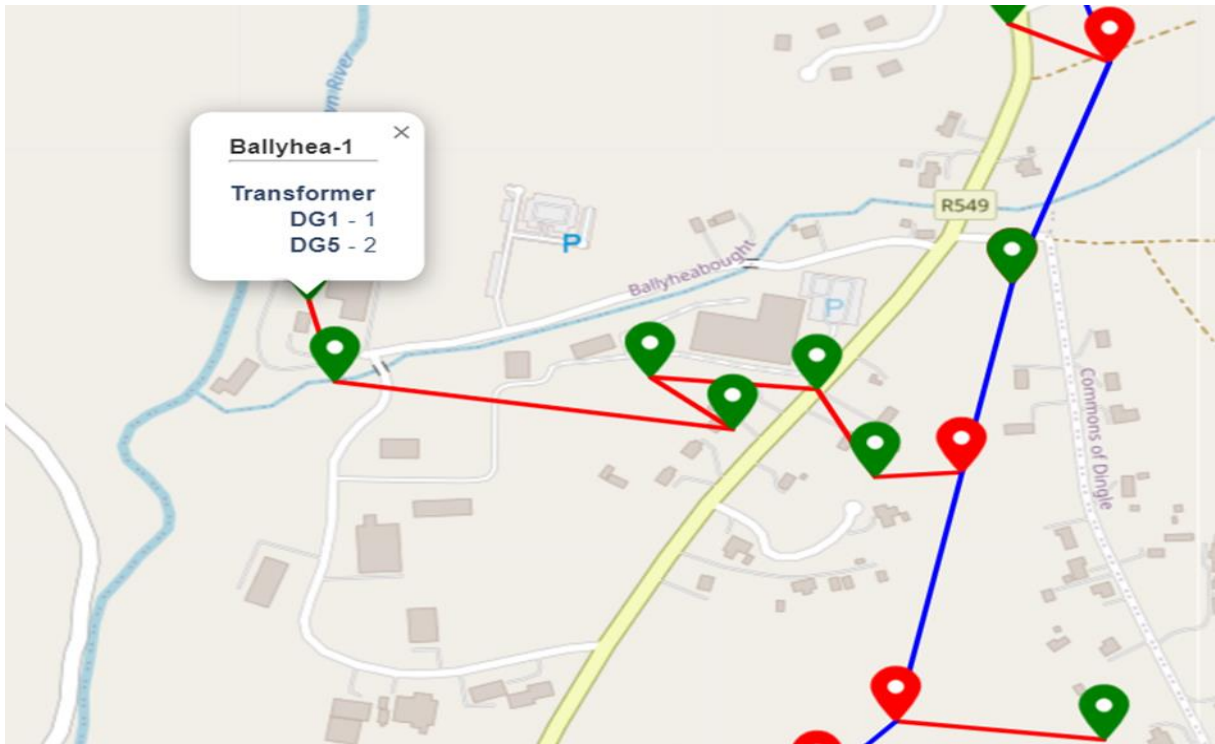 River
Ballyhea-1
×
Transformer
DG1 - 1
DG5 - 2
P
R549
Ballyheabought
P
Commons of Dingle